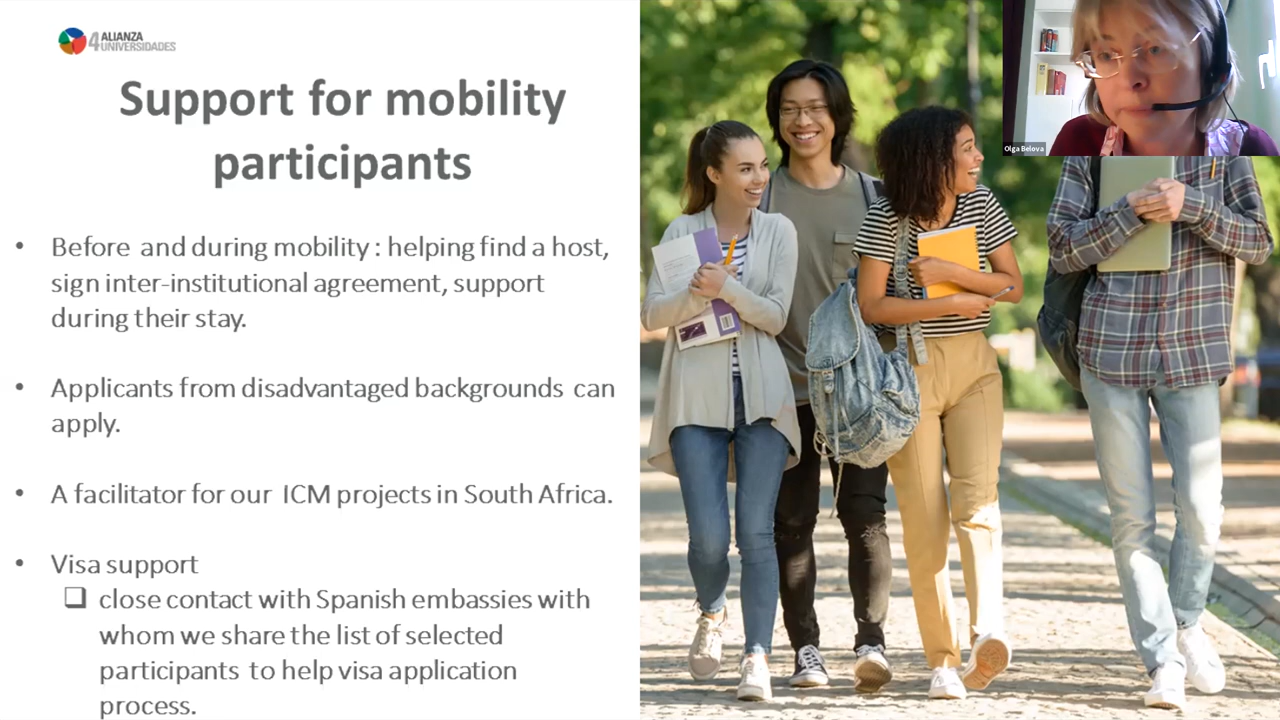 4 ALIANZA
UNIVERSIDADES
Support for mobility
participants
• Before and during mobility : helping find a host,
sign inter-institutional agreement, support
during their stay.
• Applicants from disadvantaged backgrounds can
apply.
• A facilitator for our ICM projects in South Africa.
• Visa support
❑ close contact with Spanish embassies with
whom we share the list of selected
participants to help visa application
process.
Olga Belova